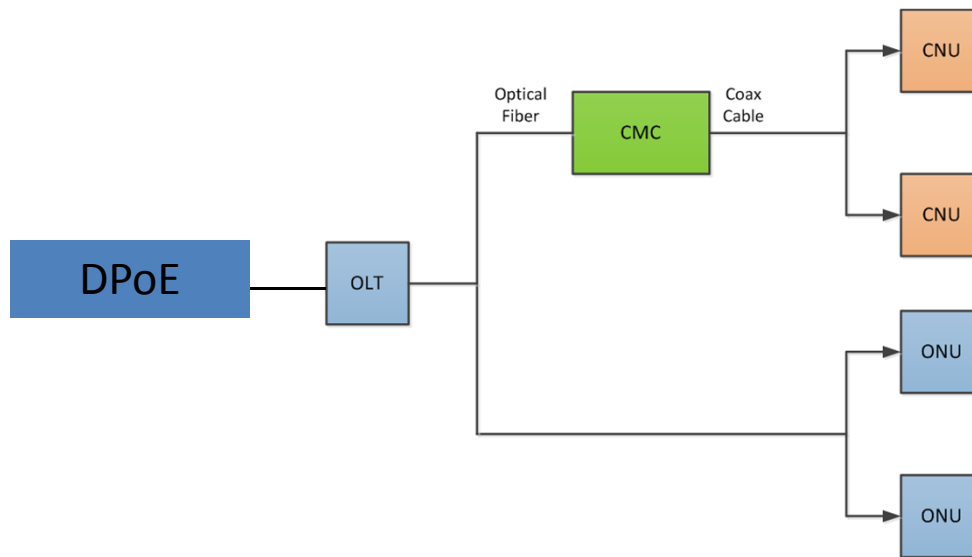 CNU
Optical
Fiber
CMC
Coax
Cable
CNU
DPoE
OLT
ONU
ONU